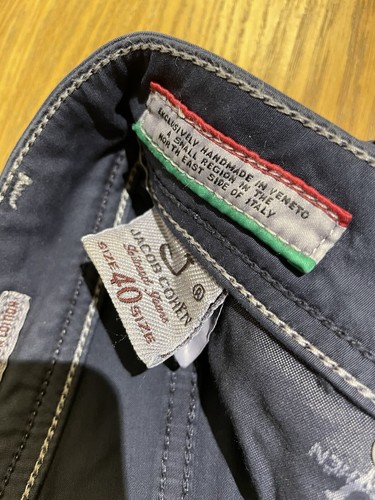 EXCLUSIVELY HANDMADE IN VENETO
A SMALL REGION IN THE
NORTH EAST SIDE OF ITALY
J
®
JACOB COHËN
SIZE 40 SIZE